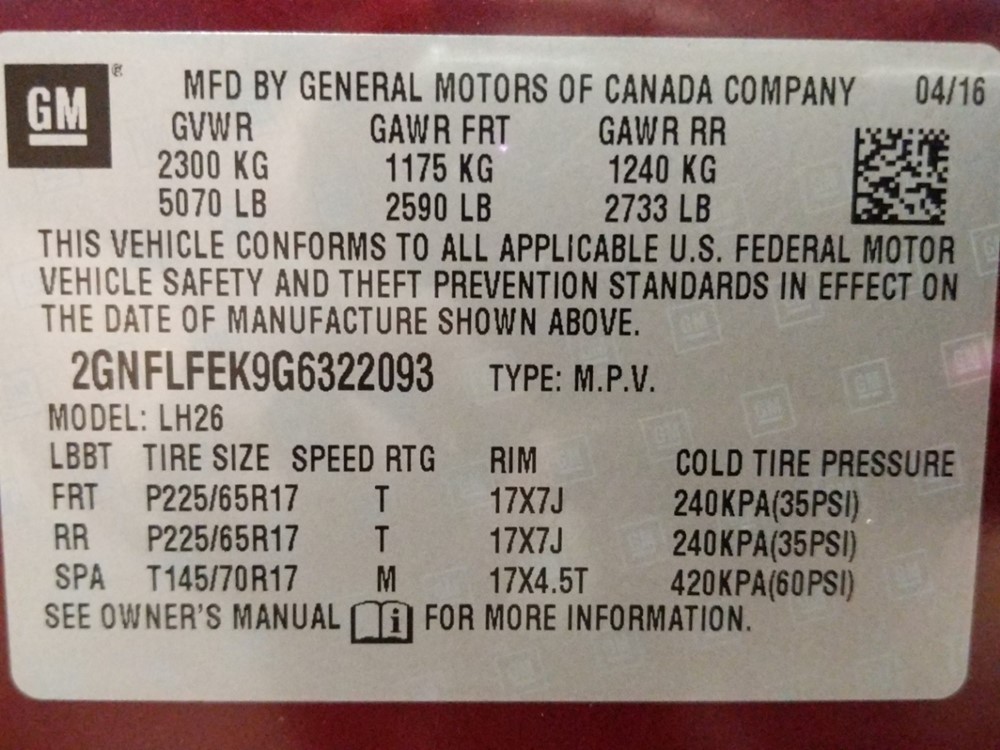 GM® MFD BY GENERAL MOTORS OF CANADA COMPANY 04/16
GVWR GAWR FRT GAWR RR
2300 KG 1175 KG 1240 KG
5070 LB 2590 LB 2733 LB
THIS VEHICLE CONFORMS TO ALL APPLICABLE U.S. FEDERAL MOTOR
VEHICLE SAFETY AND THEFT PREVENTION STANDARDS IN EFFECT ON
THE DATE OF MANUFACTURE SHOWN ABOVE.
2GNFLFEK9G6322093 TYPE: M.P.V.
MODEL: LH26
LBBT TIRE SIZE SPEED RTG RIM COLD TIRE PRESSURE
FRT P225/65R17 T 17X7J 240KPA(35PSI)
RR P225/65R17 T 17X7J 240KPA(35PSI)
SPA T145/70R17 M 17X4.5T 420KPA(60PSI)
SEE OWNER'S MANUAL i FOR MORE INFORMATION.